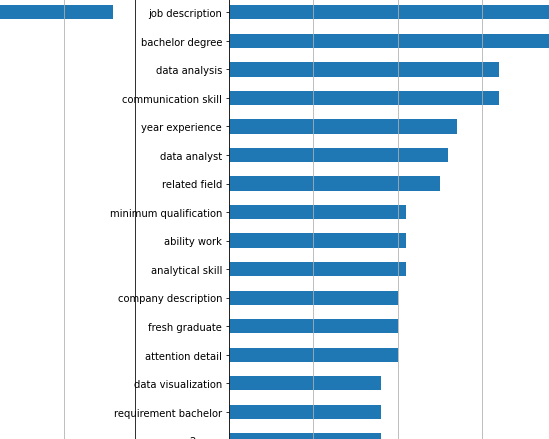 job description
bachelor degree
data analysis
communication skill
year experience
data analyst
related field
minimum qualification
ability work
analytical skill
company description
fresh graduate
attention detail
data visualization
requirement bachelor